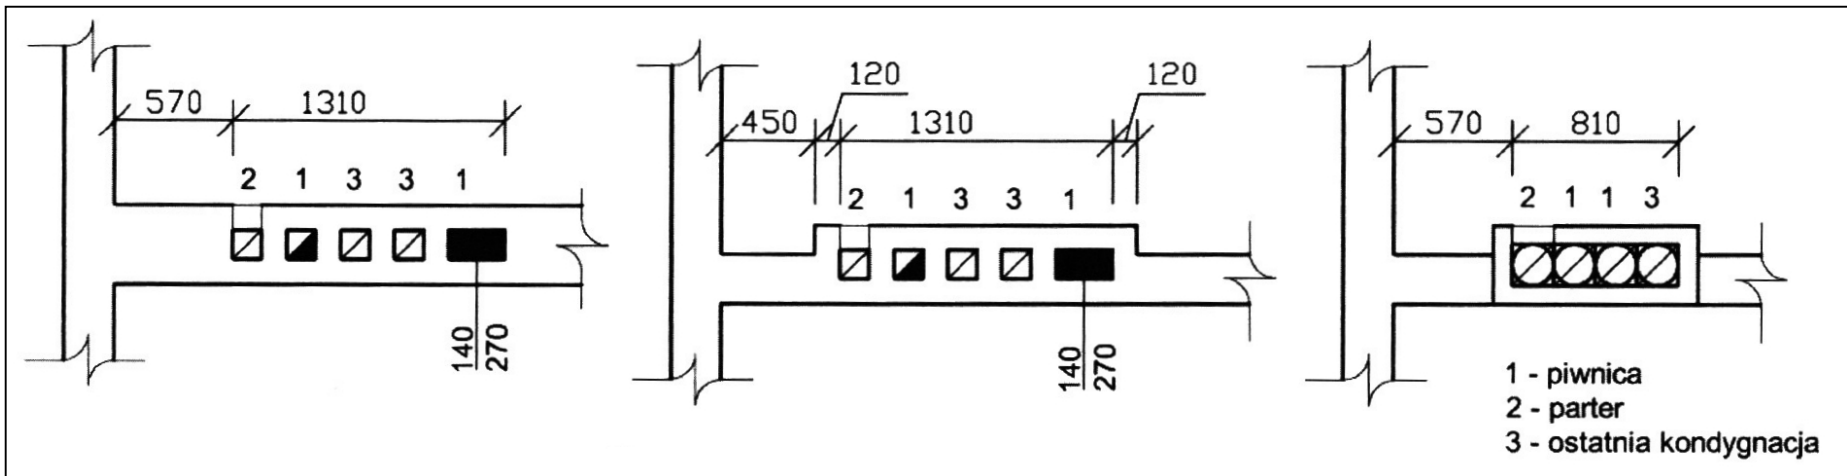 570 1310
2 1 3 3 1
140
270
120 120
450 1310
2 1 3 3 1
140
270
570 810
2 1 1 3
1 - piwnica
2 - parter
3 - ostatnia kondygnacja